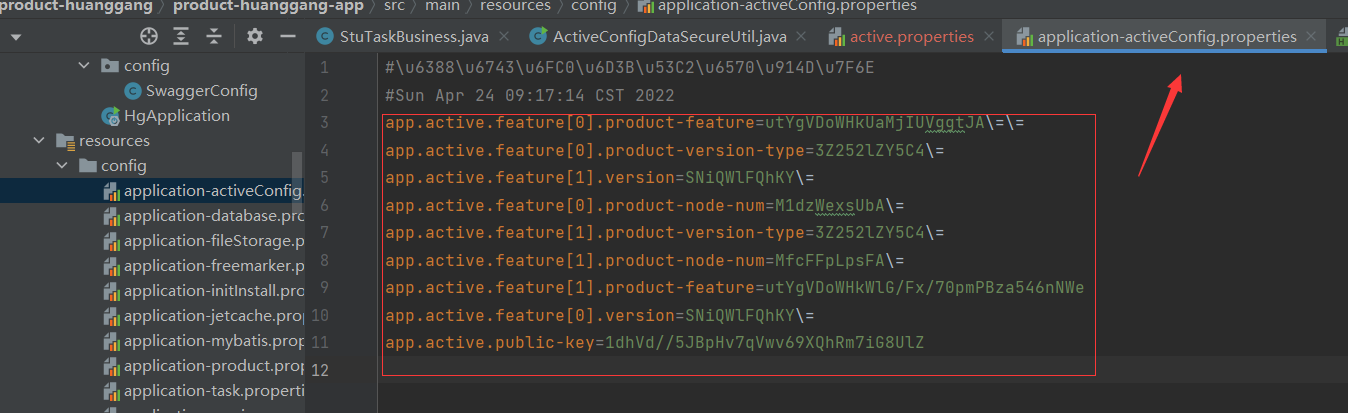 product-huanggang product-huanggang-app src main resources config application-activeConfig.properties
StuTaskBusiness.java ActiveConfigDataSecureUtil.java active.properties application-activeConfig.properties
config
SwaggerConfig
HgApplication
resources
config
application-activeConfig.
application-database.pro
application-fileStorage.p
application-freemarker.p
application-initInstall.pro
application-jetcache.prop
application-mybatis.prop
application-product.prop
application-task.properti
1 #\u6388\u6743\u6FC0\u6D3B\u53C2\u6570\u914D\u7F6E
2 #Sun Apr 24 09:17:14 CST 2022
3 app.active.feature[0].product-feature=utYgVDoWHkUaMjIUVgqtJA\=\=
4 app.active.feature[0].product-version-type=3Z252lZY5C4\=
5 app.active.feature[1].version=SNiQWlFQhKY\=
6 app.active.feature[0].product-node-num=M1dzWexsUbA\=
7 app.active.feature[1].product-version-type=3Z252lZY5C4\=
8 app.active.feature[1].product-node-num=MfcFFpLpsFA\=
9 app.active.feature[1].product-feature=utYgVDoWHkWlG/Fx/70pmPBza546nNWe
10 app.active.feature[0].version=SNiQWlFQhKY\=
11 app.active.public-key=1dhVd//5JBpHv7qVwv69XQhRm7iG8UlZ
12